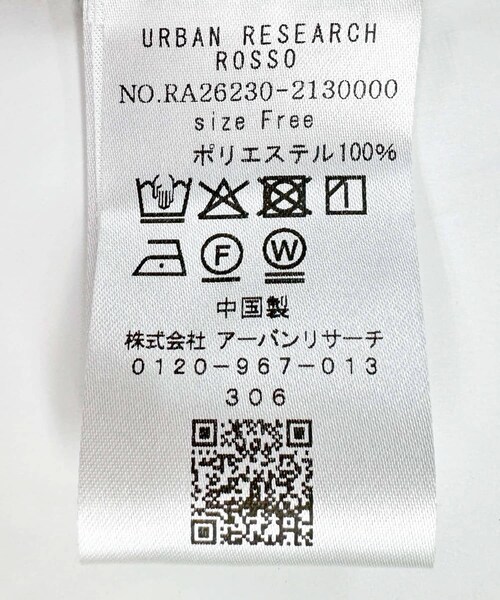 URBAN RESEARCH
ROSSO
NO.RA26230-2130000
size Free
ポリエステル100%
F W
中国製
株式会社 アーバンリサーチ
0120-967-013
306